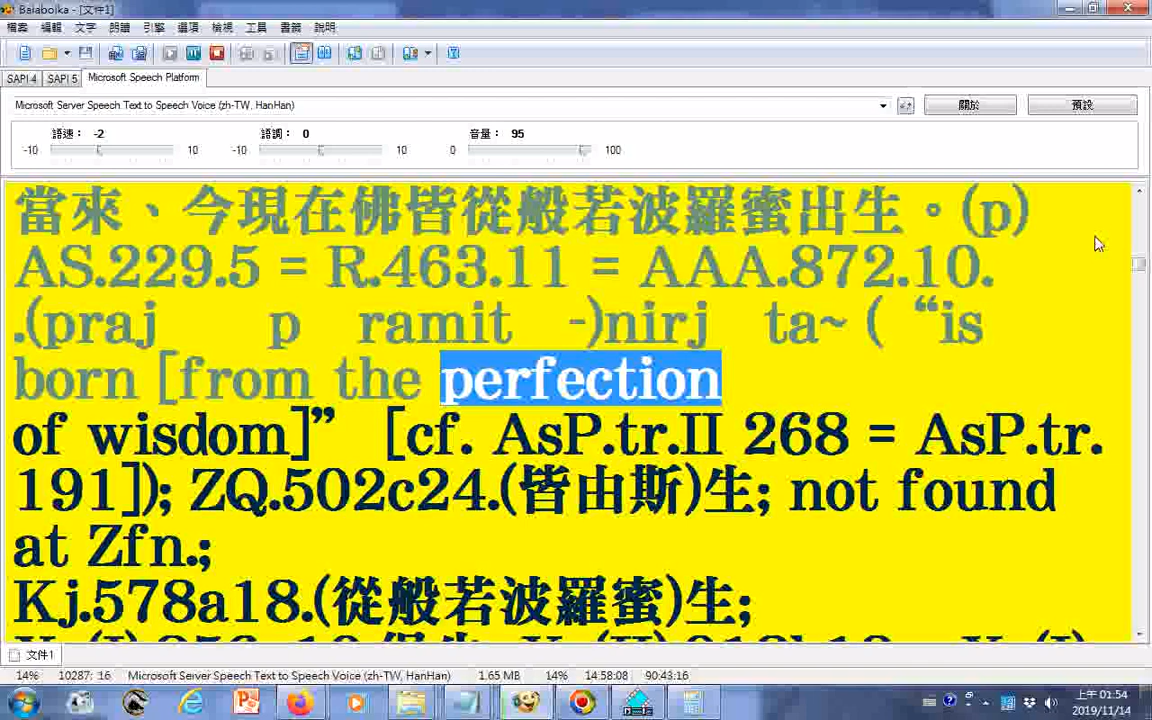 Balabolka - [文件1]
檔案 編輯 文字 朗讀 引擎 選項 檢視 工具 書籤 說明
SAPI 4 SAPI 5 Microsoft Speech Platform
Microsoft Server Speech Text to Speech Voice (zh-TW, HanHan) 關於 預設
語速： -2 語調： 0 音量： 95
-10 10 -10 10 0 100
當來、今現在佛皆從般若波羅蜜出生。(p)
AS.229.5 = R.463.11 = AAA.872.10.
.(praj p ramit -)nirj ta~ ( “is
born [from the perfection
of wisdom]” [cf. AsP.tr.II 268 = AsP.tr.
191]); ZQ.502c24.(皆由斯)生; not found
at Zfn.;
Kj.578a18.(從般若波羅蜜)生;
文件1
14% 10287: 16 Microsoft Server Speech Text to Speech Voice (zh-TW, HanHan) 1.65 MB 14% 14:58:08 90:43:16
上午 01:54
2019/11/14